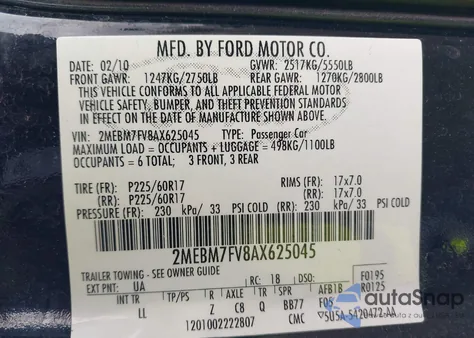 MFD. BY FORD MOTOR CO.
DATE: 02/10 GVWR: 2517KG/5550LB
FRONT GAWR: 1247KG/2750LB REAR GAWR: 1270KG/2800LB
THIS VEHICLE CONFORMS TO ALL APPLICABLE FEDERAL MOTOR
VEHICLE SAFETY, BUMPER, AND THEFT PREVENTION STANDARDS
IN EFFECT ON THE DATE OF MANUFACTURE SHOWN ABOVE.
VIN: 2MEBM7FV8AX625045 TYPE: Passenger Car
MAXIMUM LOAD = OCCUPANTS + LUGGAGE = 498KG/1100LB
OCCUPANTS = 6 TOTAL; 3 FRONT, 3 REAR
TIRE (FR): P225/60R17 RIMS (FR): 17x7.0
(RR): P225/60R17 (RR): 17x7.0
PRESSURE (FR): 230 kPa/ 33 PSI COLD (RR): 230 kPa/ 33 PSI COLD
2MEBM7FV8AX625045
TRAILER TOWING - SEE OWNER GUIDE F0195
EXT PNT: UA RC: 18 DSO: R0125
INT TR TP/PS R AXLE TR SPR AFB1B
LL Z C8 Q BB77 F05
1201002222807 CMC 5U5A-5420472-AA
autoSnap